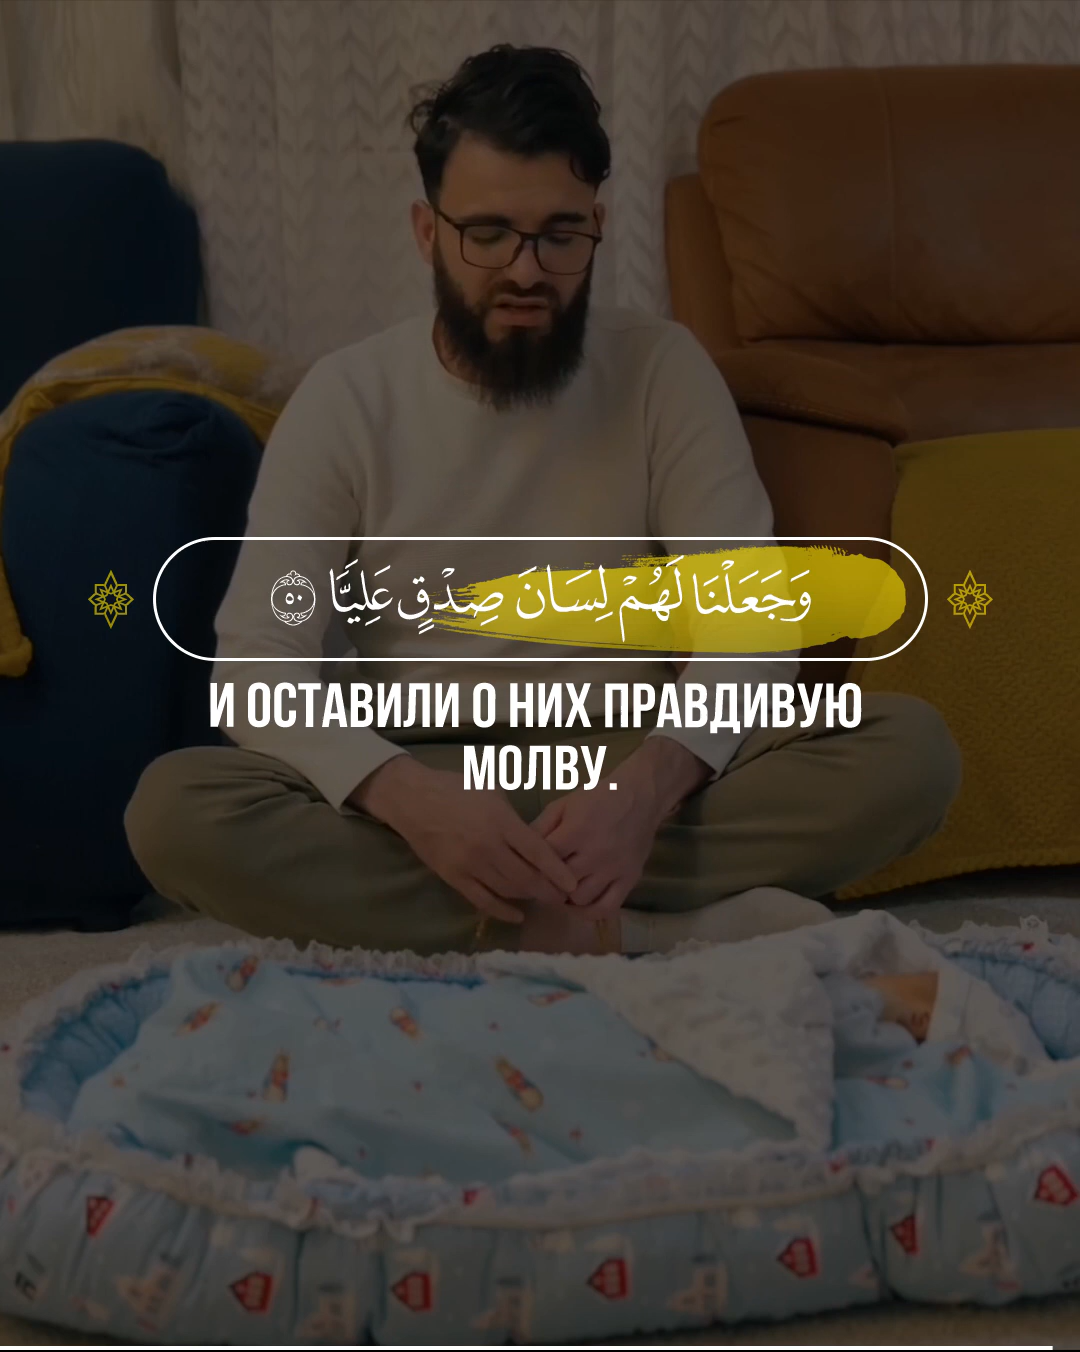 وَجَعَلْنَا لَهُمْ لِسَانَ صِدْقٍ عَلِيًّا ٥٠
И ОСТАВИЛИ О НИХ ПРАВДИВУЮ
МОЛВУ.